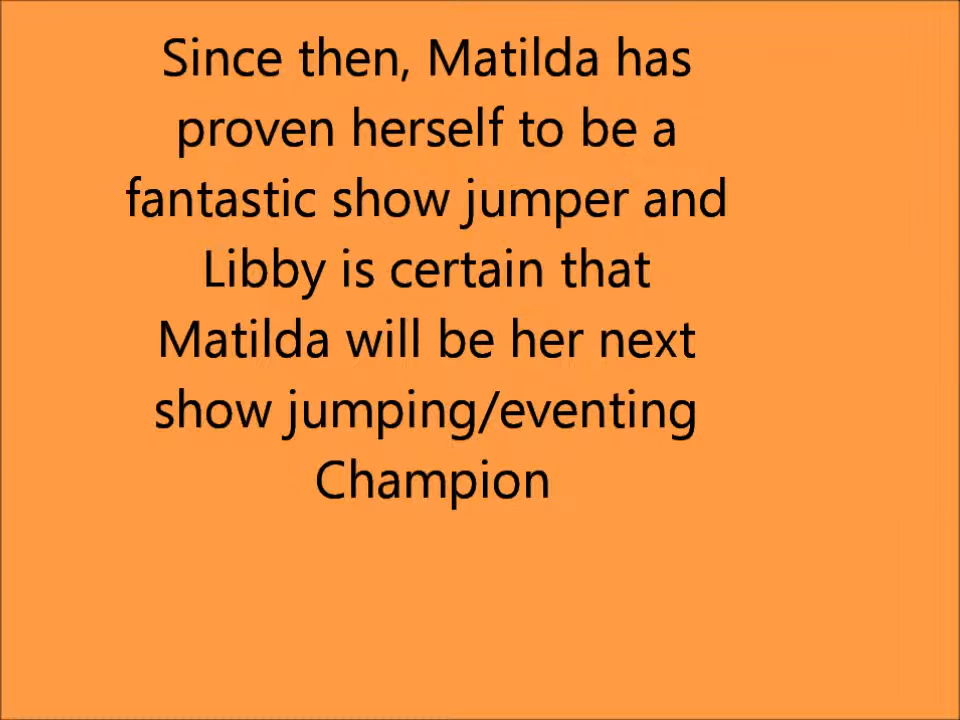 Since then, Matilda has
proven herself to be a
fantastic show jumper and
Libby is certain that
Matilda will be her next
show jumping/eventing
Champion